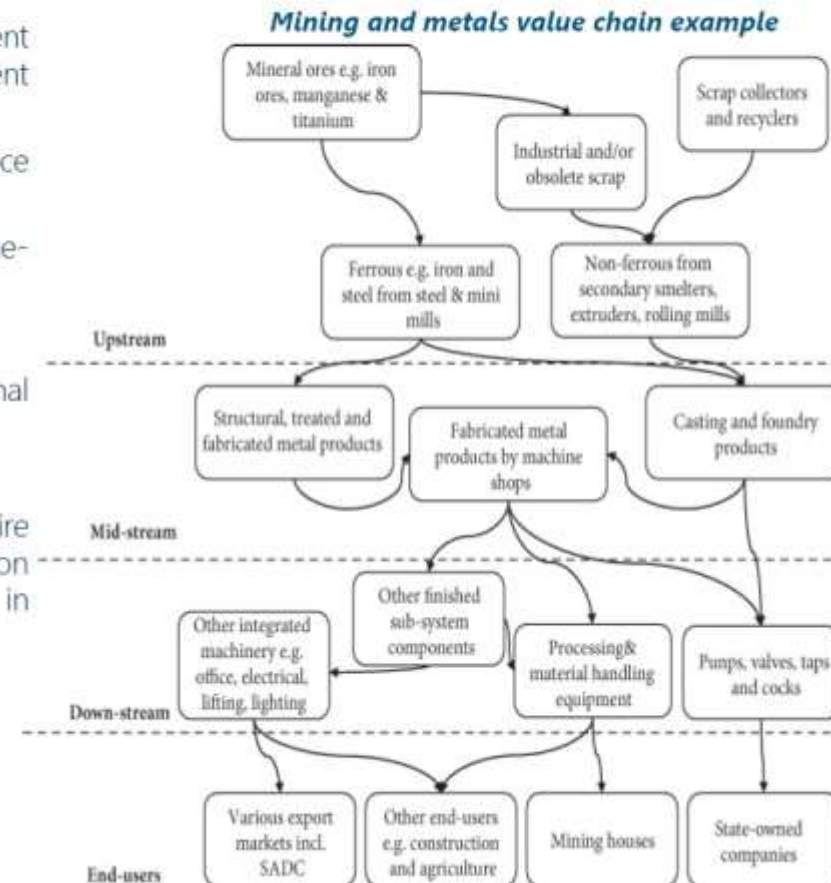 ent
ent
ce
e-
nal
ire
on
in
Mining and metals value chain example
Mineral ores e.g. iron
ores, manganese &
titanium
Scrap collectors
and recyclers
Industrial and/or
obsolete scrap
Ferrous e.g. iron and
steel from steel & mini
mills
Non-ferrous from
secondary smelters,
extruders, rolling mills
Upstream
Structural, treated and
fabricated metal products
Fabricated metal
products by machine
shops
Casting and foundry
products
Mid-stream
Other finished
sub-system
components
Other integrated
machinery e.g.
office, electrical,
lifting, lighting
Processing&
material handling
equipment
Punps, valves, taps
and cocks
Down-stream
Various export
markets incl.
SADC
Other end-users
e.g. construction
and agriculture
Mining houses
State-owned
companies
End-users